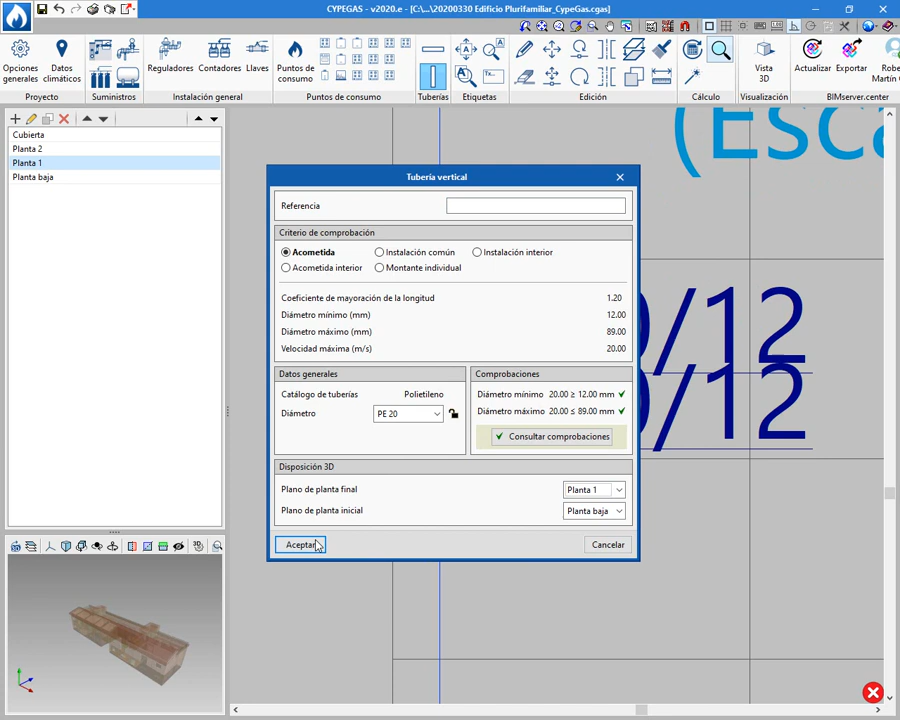 CYPEGAS - v2020.e - [C:\...\20200330 Edificio Plurifamiliar_CypeGas.cgas]
Opciones generales
Datos climáticos
Reguladores
Contadores
Llaves
Puntos de consumo
Tx...
Vista 3D
Actualizar
Exportar
Robe
Martín C
Proyecto
Suministros
Instalación general
Puntos de consumo
Tuberías
Etiquetas
Edición
Cálculo
Visualización
BIMserver.center
Cubierta
Planta 2
Planta 1
Planta baja
(Esca
Tubería vertical
Referencia
Criterio de comprobación
Acometida
Instalación común
Instalación interior
Acometida interior
Montante individual
Coeficiente de mayoración de la longitud 1.20
Diámetro mínimo (mm) 12.00
Diámetro máximo (mm) 89.00
Velocidad máxima (m/s) 20.00
Datos generales
Catálogo de tuberías Polietileno
Diámetro PE 20
Comprobaciones
Diámetro mínimo 20.00 ≥ 12.00 mm ✓
Diámetro máximo 20.00 ≤ 89.00 mm ✓
Consultar comprobaciones
Disposición 3D
Plano de planta final Planta 1
Plano de planta inicial Planta baja
Aceptar
Cancelar
/12
/12